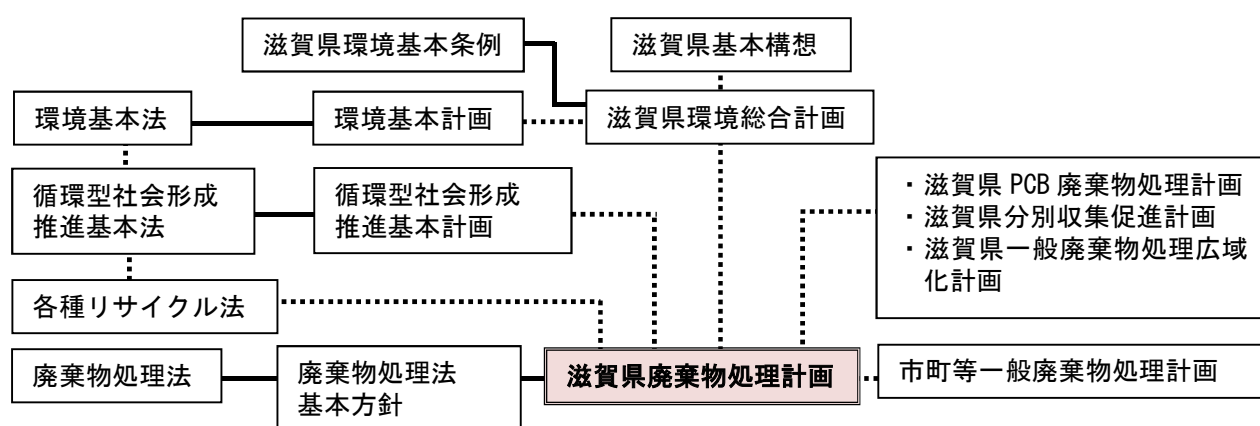 滋賀県環境基本条例
滋賀県基本構想
環境基本法
環境基本計画
滋賀県環境総合計画
循環型社会形成
推進基本法
循環型社会形成
推進基本計画
・滋賀県 PCB 廃棄物処理計画
・滋賀県分別収集促進計画
・滋賀県一般廃棄物処理広域
化計画
各種リサイクル法
廃棄物処理法
廃棄物処理法
基本方針
滋賀県廃棄物処理計画
市町等一般廃棄物処理計画